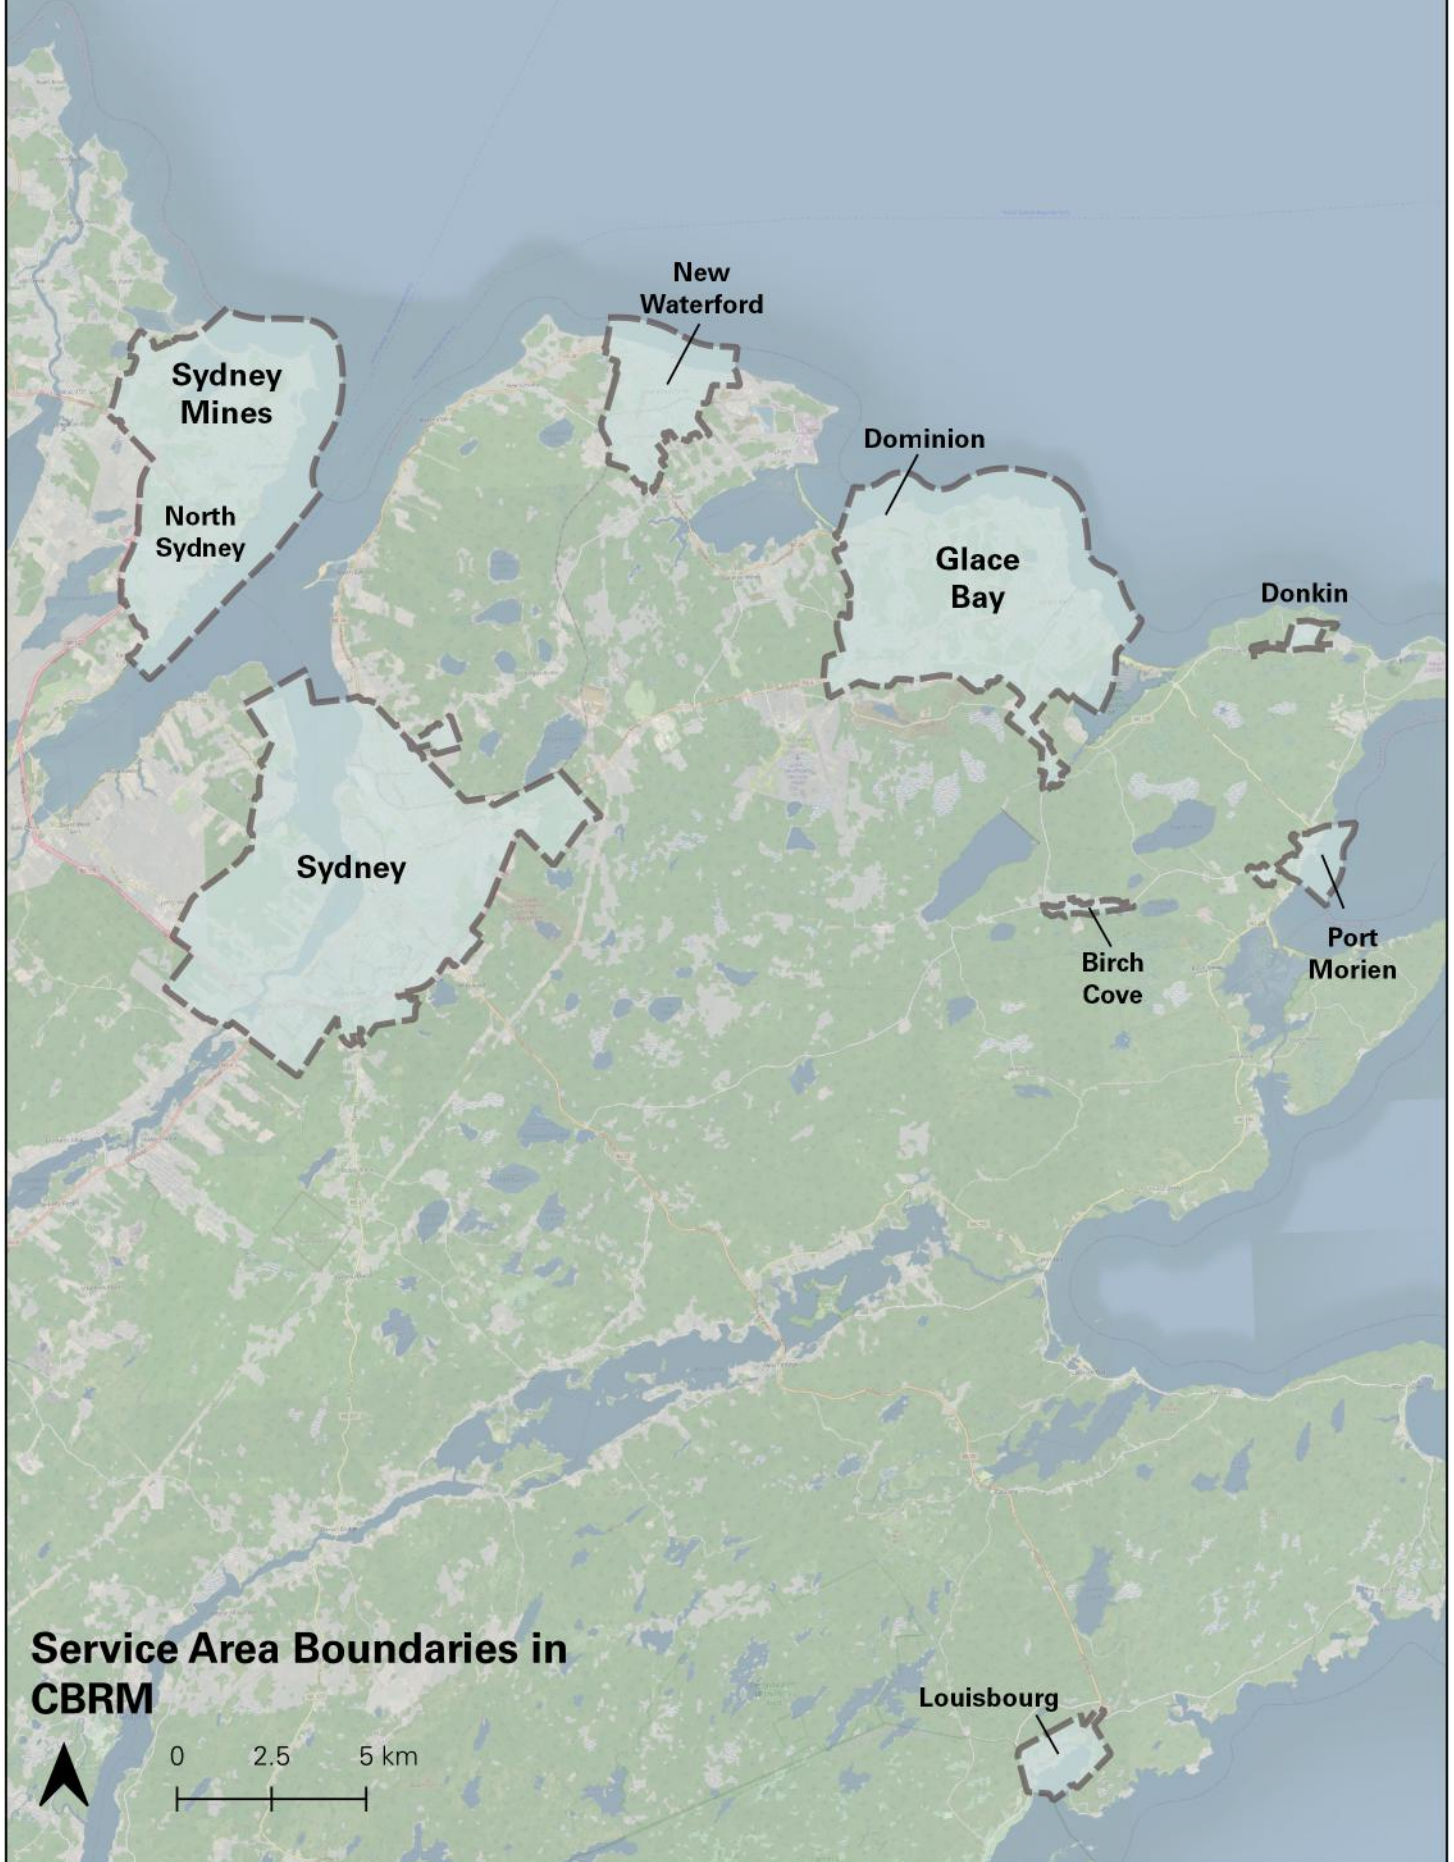 New
Waterford
Sydney
Mines
Dominion
North
Sydney
Glace
Bay
Donkin
Sydney
Port
Morien
Birch
Cove
Service Area Boundaries in
CBRM
Louisbourg
0 2.5 5 km